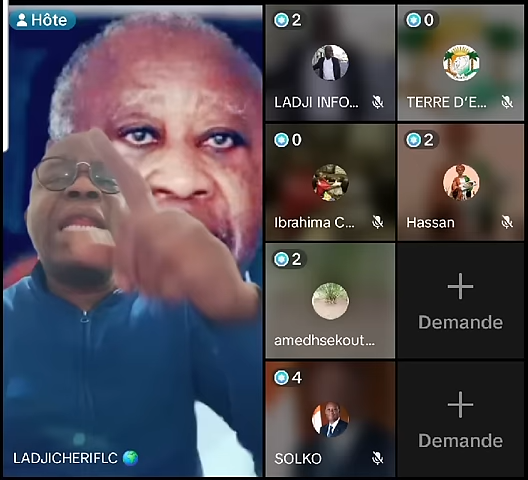 Hôte
2
LADJI INFO...
0
TERRE D'E...
0
Ibrahima C...
2
Hassan
2
amedhsekout...
Demande
4
SOLKO
Demande
LADJICHERIFLC